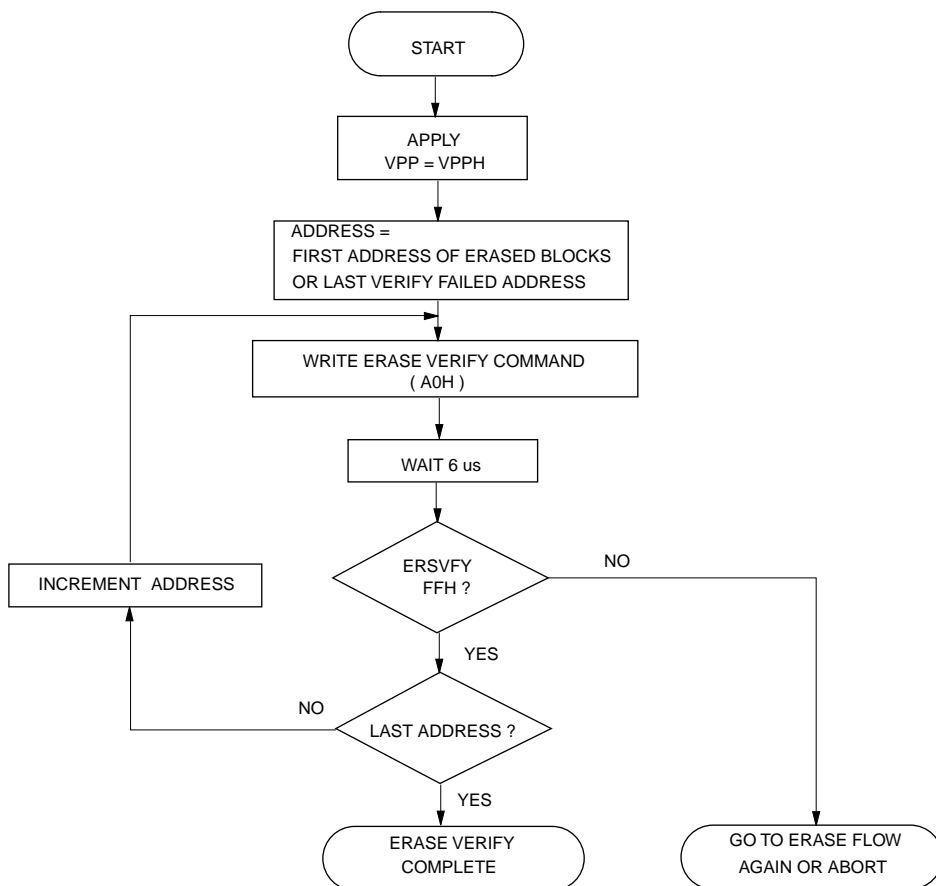 START
APPLY
VPP = VPPH
ADDRESS =
FIRST ADDRESS OF ERASED BLOCKS
OR LAST VERIFY FAILED ADDRESS
WRITE ERASE VERIFY COMMAND
( A0H )
WAIT 6 us
ERSVFY
FFH ?
NO
INCREMENT ADDRESS
YES
NO
LAST ADDRESS ?
YES
ERASE VERIFY
COMPLETE
GO TO ERASE FLOW
AGAIN OR ABORT